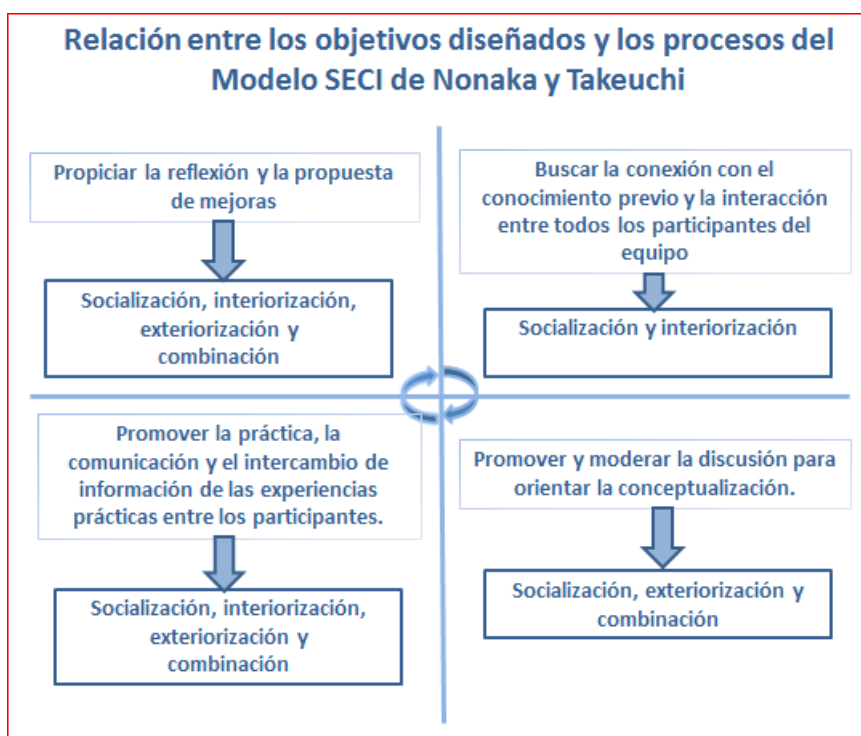 Relación entre los objetivos diseñados y los procesos del
Modelo SECI de Nonaka y Takeuchi
Propiciar la reflexión y la propuesta
de mejoras
Socialización, interiorización,
exteriorización y
combinación
Buscar la conexión con el
conocimiento previo y la interacción
entre todos los participantes del
equipo
Socialización y interiorización
Promover la práctica, la
comunicación y el intercambio de
información de las experiencias
prácticas entre los participantes.
Socialización, interiorización,
exteriorización y
combinación
Promover y moderar la discusión para
orientar la conceptualización.
Socialización, exteriorización y
combinación